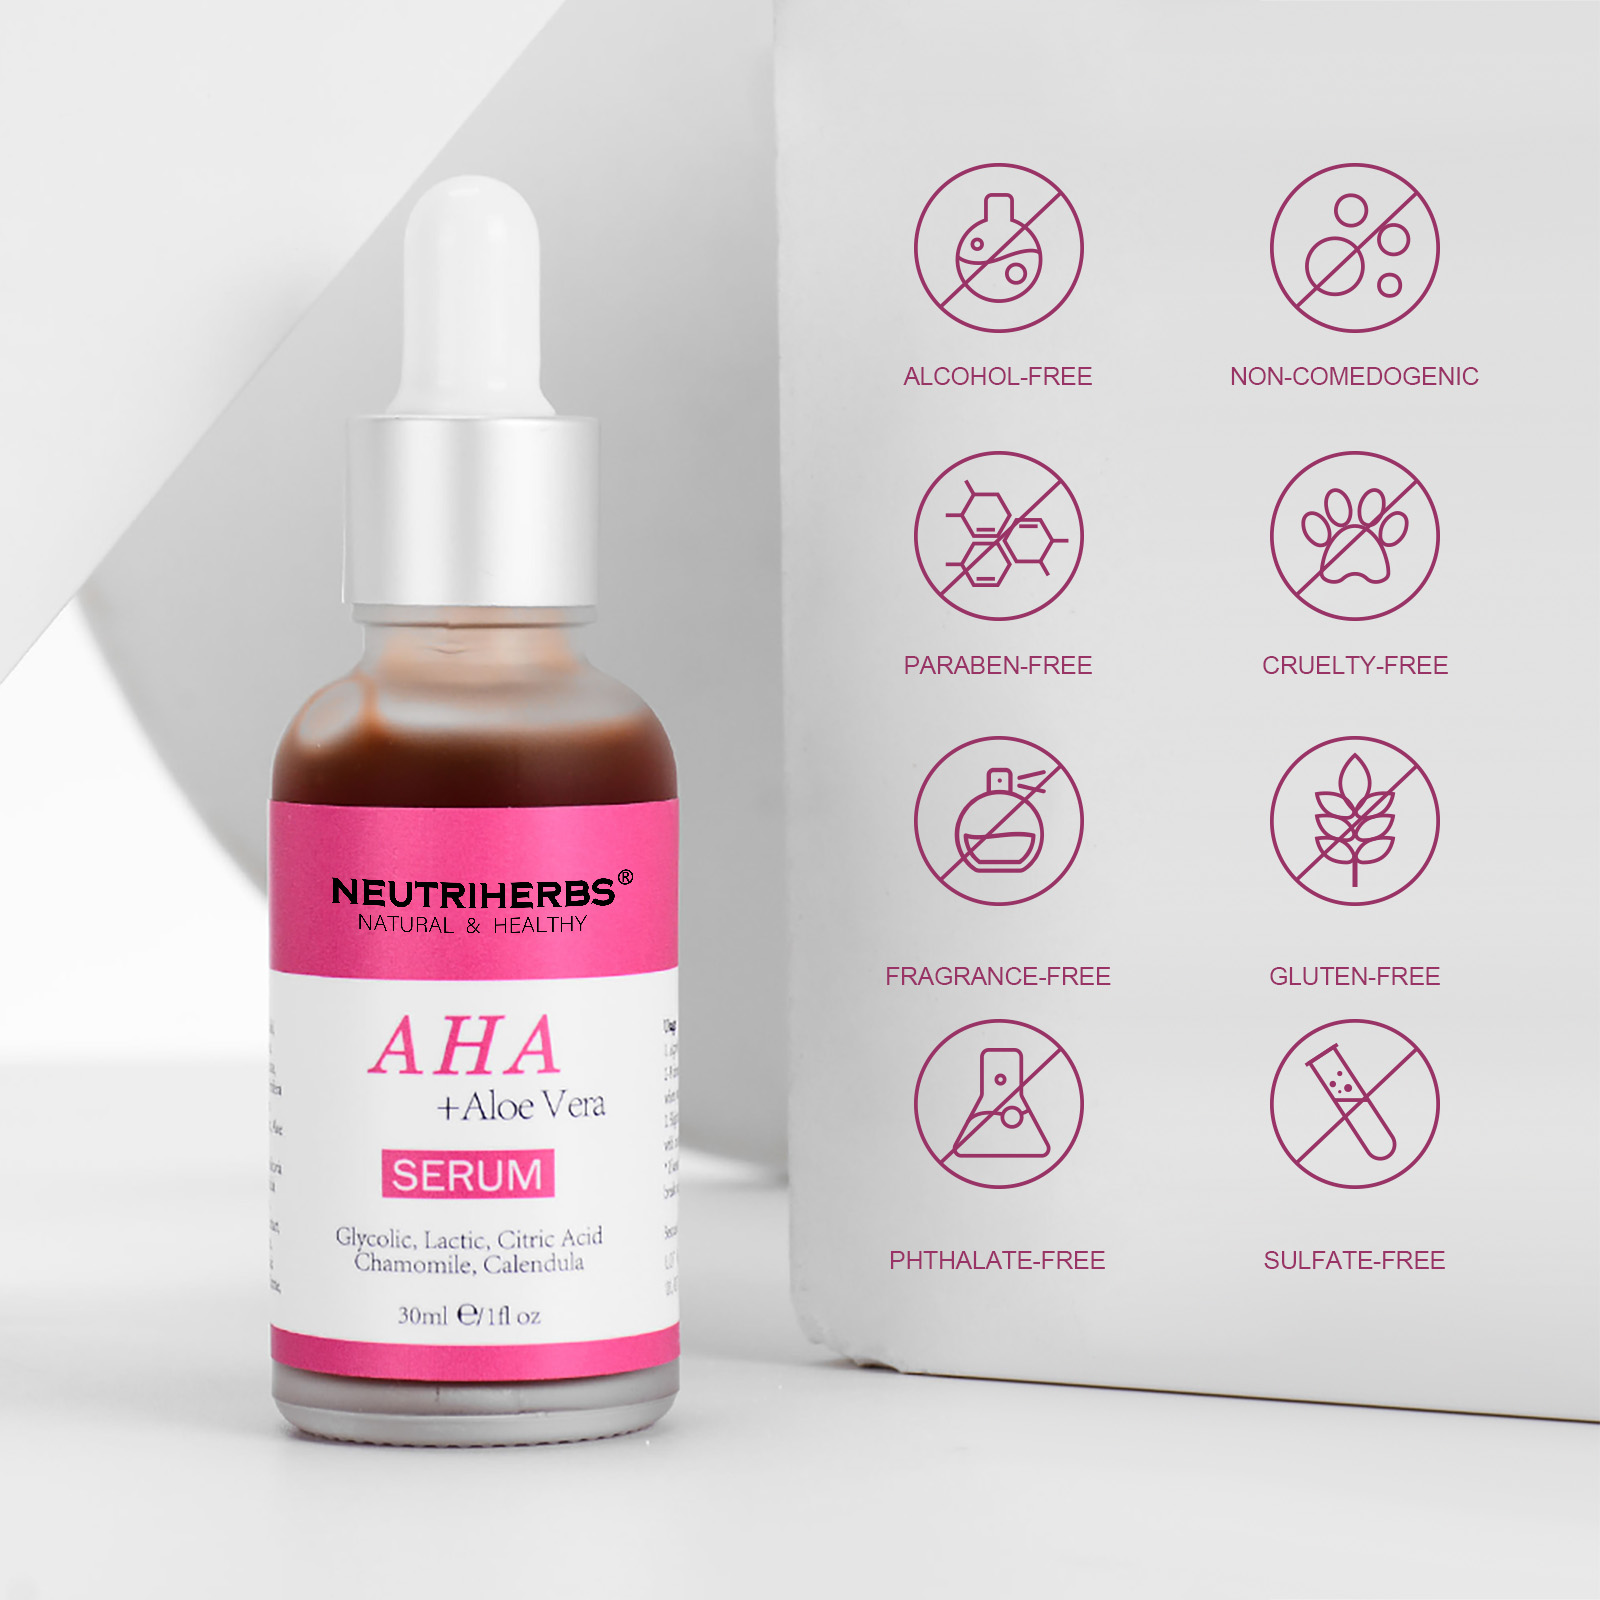 NEUTRIHERBS®
NATURAL & HEALTHY
AHA
+Aloe Vera
SERUM
Glycolic, Lactic, Citric Acid
Chamomile, Calendula
30ml ℮/1fl oz
ALCOHOL-FREE
NON-COMEDOGENIC
PARABEN-FREE
CRUELTY-FREE
FRAGRANCE-FREE
GLUTEN-FREE
PHTHALATE-FREE
SULFATE-FREE